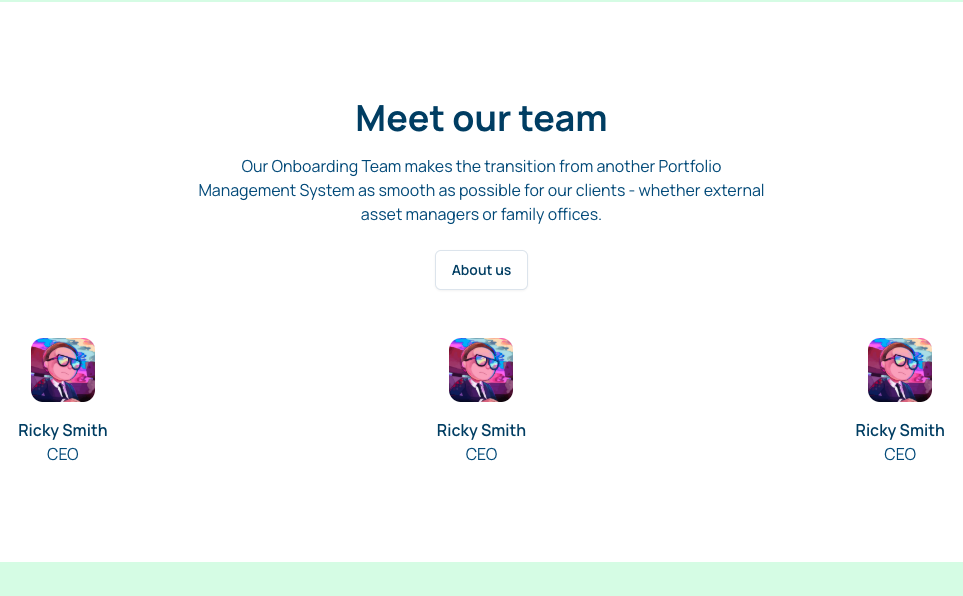 Meet our team
Our Onboarding Team makes the transition from another Portfolio
Management System as smooth as possible for our clients - whether external
asset managers or family offices.
About us
Ricky Smith
CEO
Ricky Smith
CEO
Ricky Smith
CEO